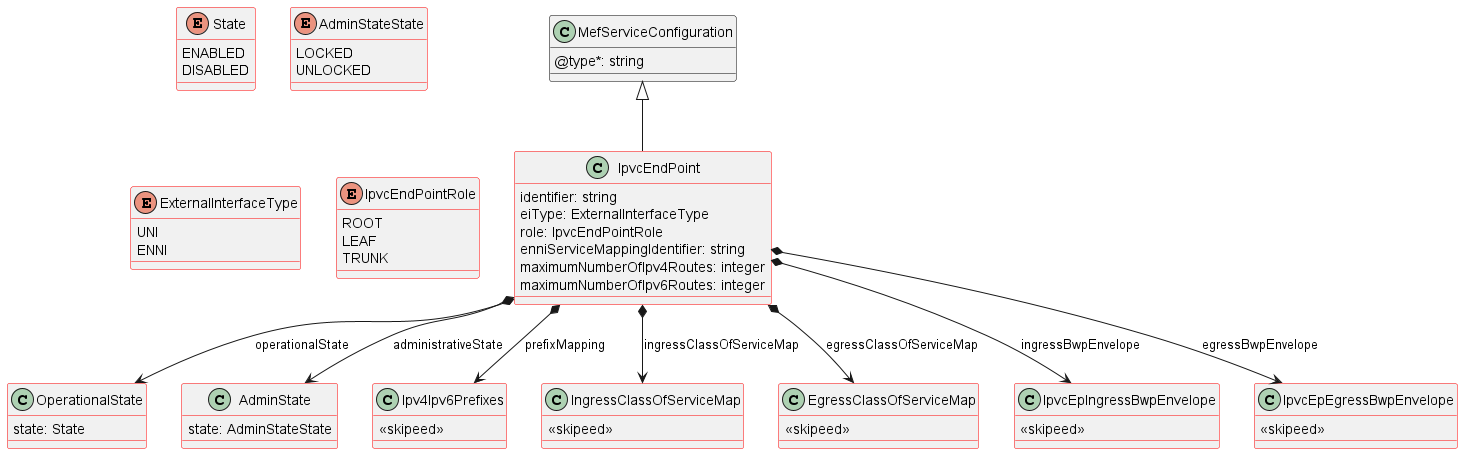 E State
ENABLED
DISABLED
E AdminStateState
LOCKED
UNLOCKED
C MefServiceConfiguration
@type*: string
E ExternalInterfaceType
UNI
ENNI
E IpvcEndPointRole
ROOT
LEAF
TRUNK
C IpvcEndPoint
identifier: string
eiType: ExternalInterfaceType
role: IpvcEndPointRole
enniServiceMappingIdentifier: string
maximumNumberOfIpv4Routes: integer
maximumNumberOfIpv6Routes: integer
operationalState
administrativeState
prefixMapping
ingressClassOfServiceMap
egressClassOfServiceMap
ingressBwpEnvelope
egressBwpEnvelope
C OperationalState
state: State
C AdminState
state: AdminStateState
C Ipv4Ipv6Prefixes
«skipeed»
C IngressClassOfServiceMap
«skipeed»
C EgressClassOfServiceMap
«skipeed»
C IpvcEpIngressBwpEnvelope
«skipeed»
C IpvcEpEgressBwpEnvelope
«skipeed»